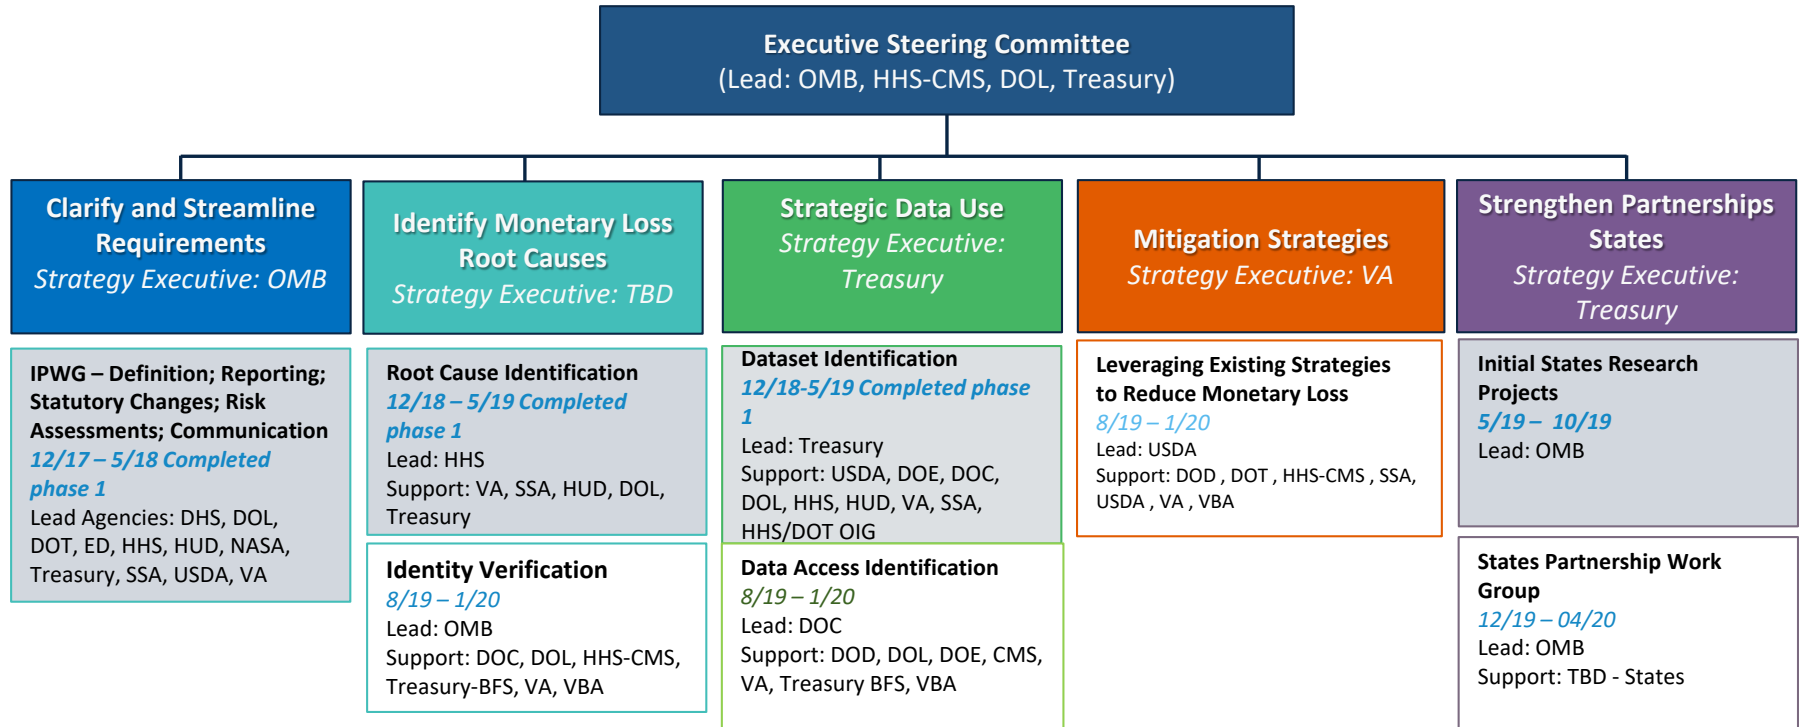 Executive Steering Committee
(Lead: OMB, HHS-CMS, DOL, Treasury)
Clarify and Streamline
Requirements
Strategy Executive: OMB
IPWG – Definition; Reporting;
Statutory Changes; Risk
Assessments; Communication
12/17 – 5/18 Completed
phase 1
Lead Agencies: DHS, DOL,
DOT, ED, HHS, HUD, NASA,
Treasury, SSA, USDA, VA
Identify Monetary Loss
Root Causes
Strategy Executive: TBD
Root Cause Identification
12/18 – 5/19 Completed
phase 1
Lead: HHS
Support: VA, SSA, HUD, DOL,
Treasury
Identity Verification
8/19 – 1/20
Lead: OMB
Support: DOC, DOL, HHS-CMS,
Treasury-BFS, VA, VBA
Strategic Data Use
Strategy Executive:
Treasury
Dataset Identification
12/18-5/19 Completed phase
1
Lead: Treasury
Support: USDA, DOE, DOC,
DOL, HHS, HUD, VA, SSA,
HHS/DOT OIG
Data Access Identification
8/19 – 1/20
Lead: DOC
Support: DOD, DOL, DOE, CMS,
VA, Treasury BFS, VBA
Mitigation Strategies
Strategy Executive: VA
Leveraging Existing Strategies
to Reduce Monetary Loss
8/19 – 1/20
Lead: USDA
Support: DOD , DOT , HHS-CMS , SSA,
USDA , VA , VBA
Strengthen Partnerships
States
Strategy Executive:
Treasury
Initial States Research
Projects
5/19 – 10/19
Lead: OMB
States Partnership Work
Group
12/19 – 04/20
Lead: OMB
Support: TBD - States